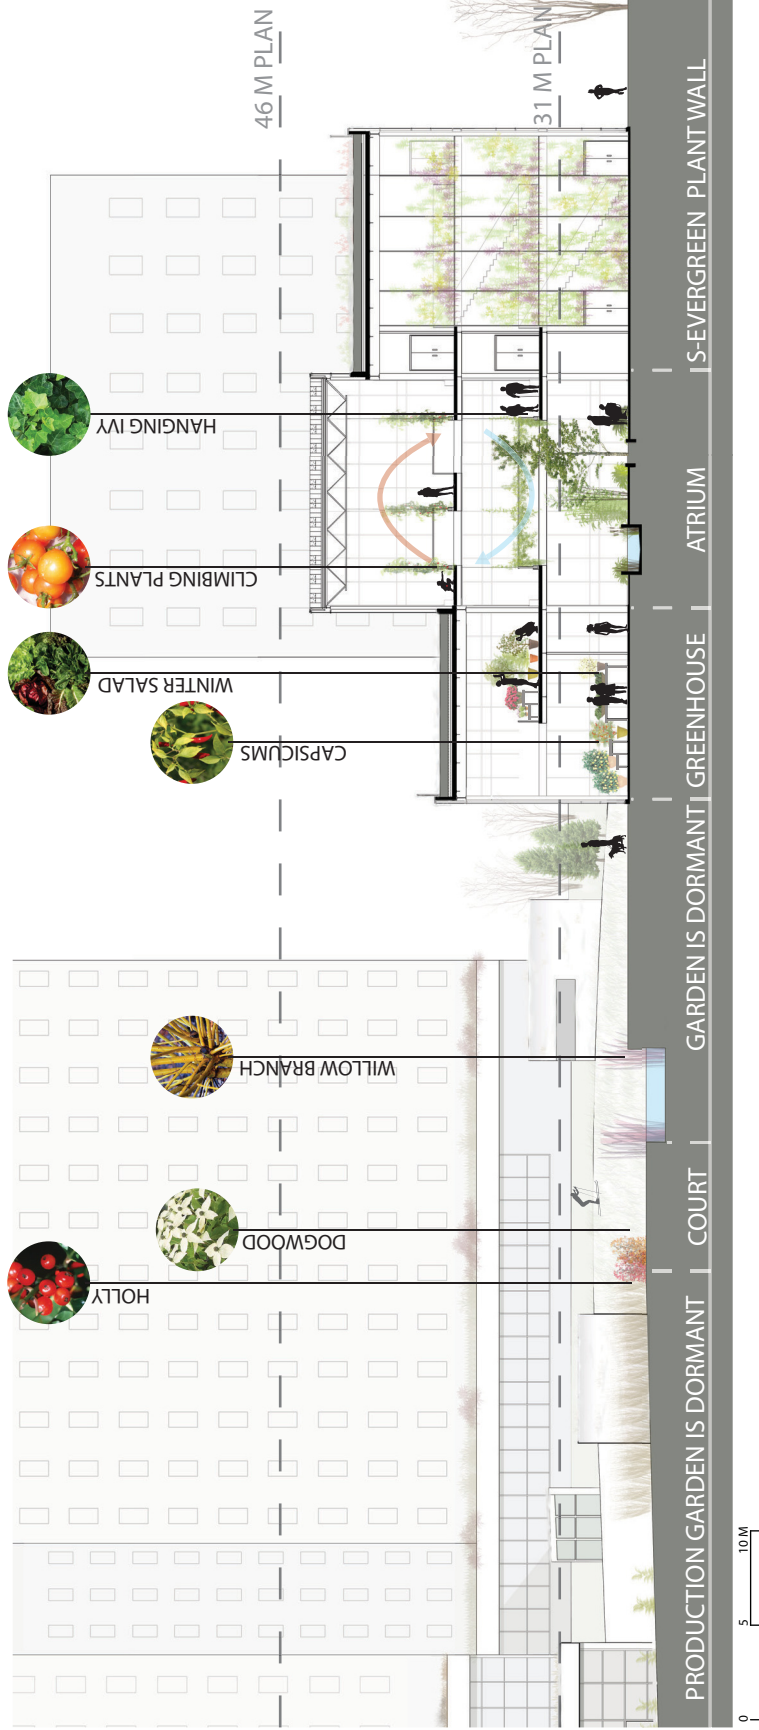 46 M PLAN
31 M PLAN
HOLLY
DOGWOOD
WILLOW BRANCH
CAPSICUMS
WINTER SALAD
CLIMBING PLANTS
HANGING IVY
PRODUCTION GARDEN IS DORMANT
COURT
GARDEN IS DORMANT
GREENHOUSE
ATRIUM
S-EVERGREEN PLANT WALL
0 5 10 M